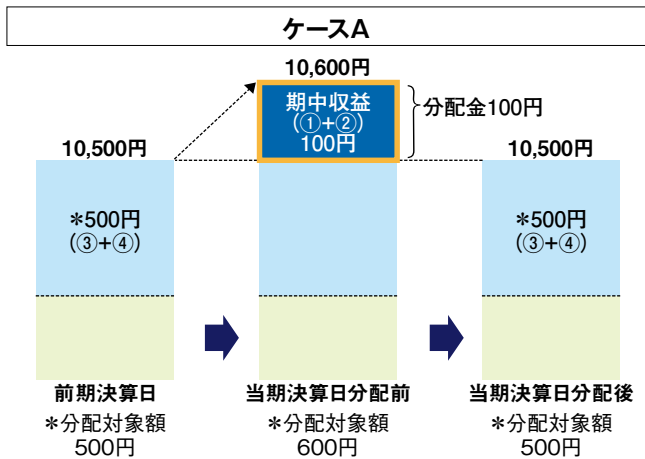 ケースA
10,600円
期中収益
(①+②)
100円
分配金100円
10,500円
10,500円
*500円
(③+④)
*500円
(③+④)
前期決算日
当期決算日分配前
当期決算日分配後
*分配対象額
500円
*分配対象額
600円
*分配対象額
500円